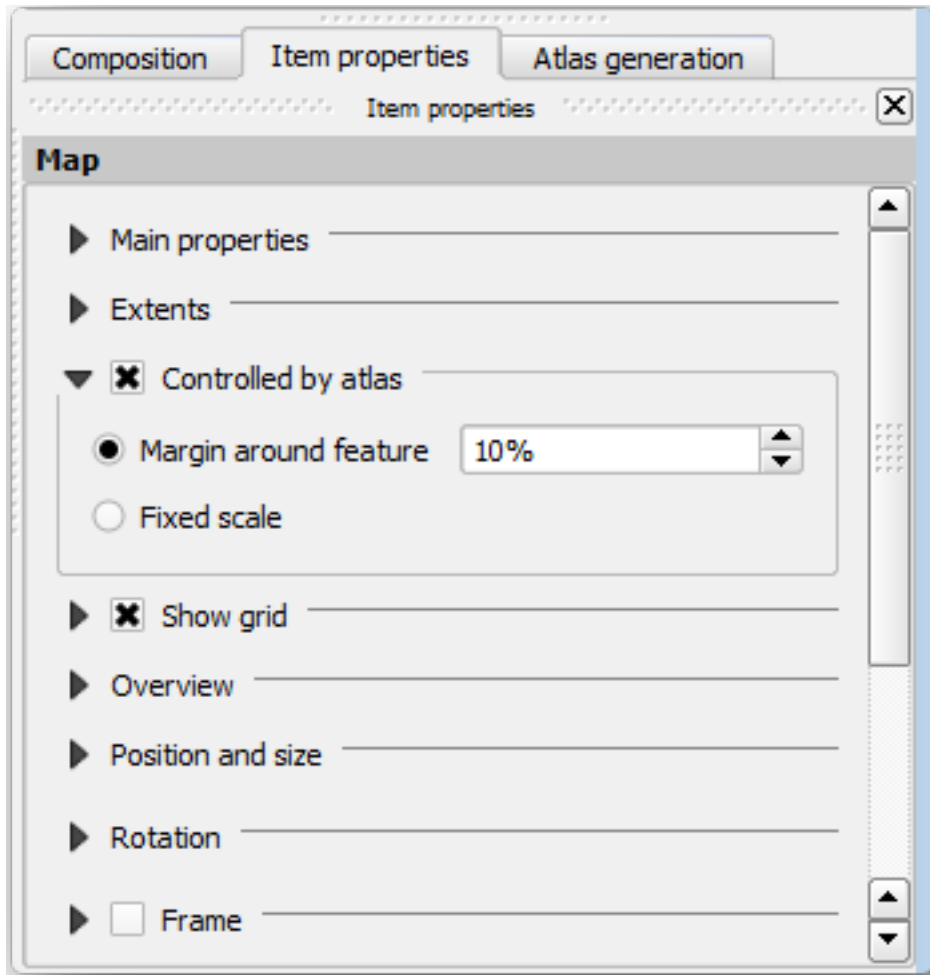 Composition Item properties Atlas generation
Item properties
Map
Main properties
Extents
Controlled by atlas
Margin around feature 10%
Fixed scale
Show grid
Overview
Position and size
Rotation
Frame